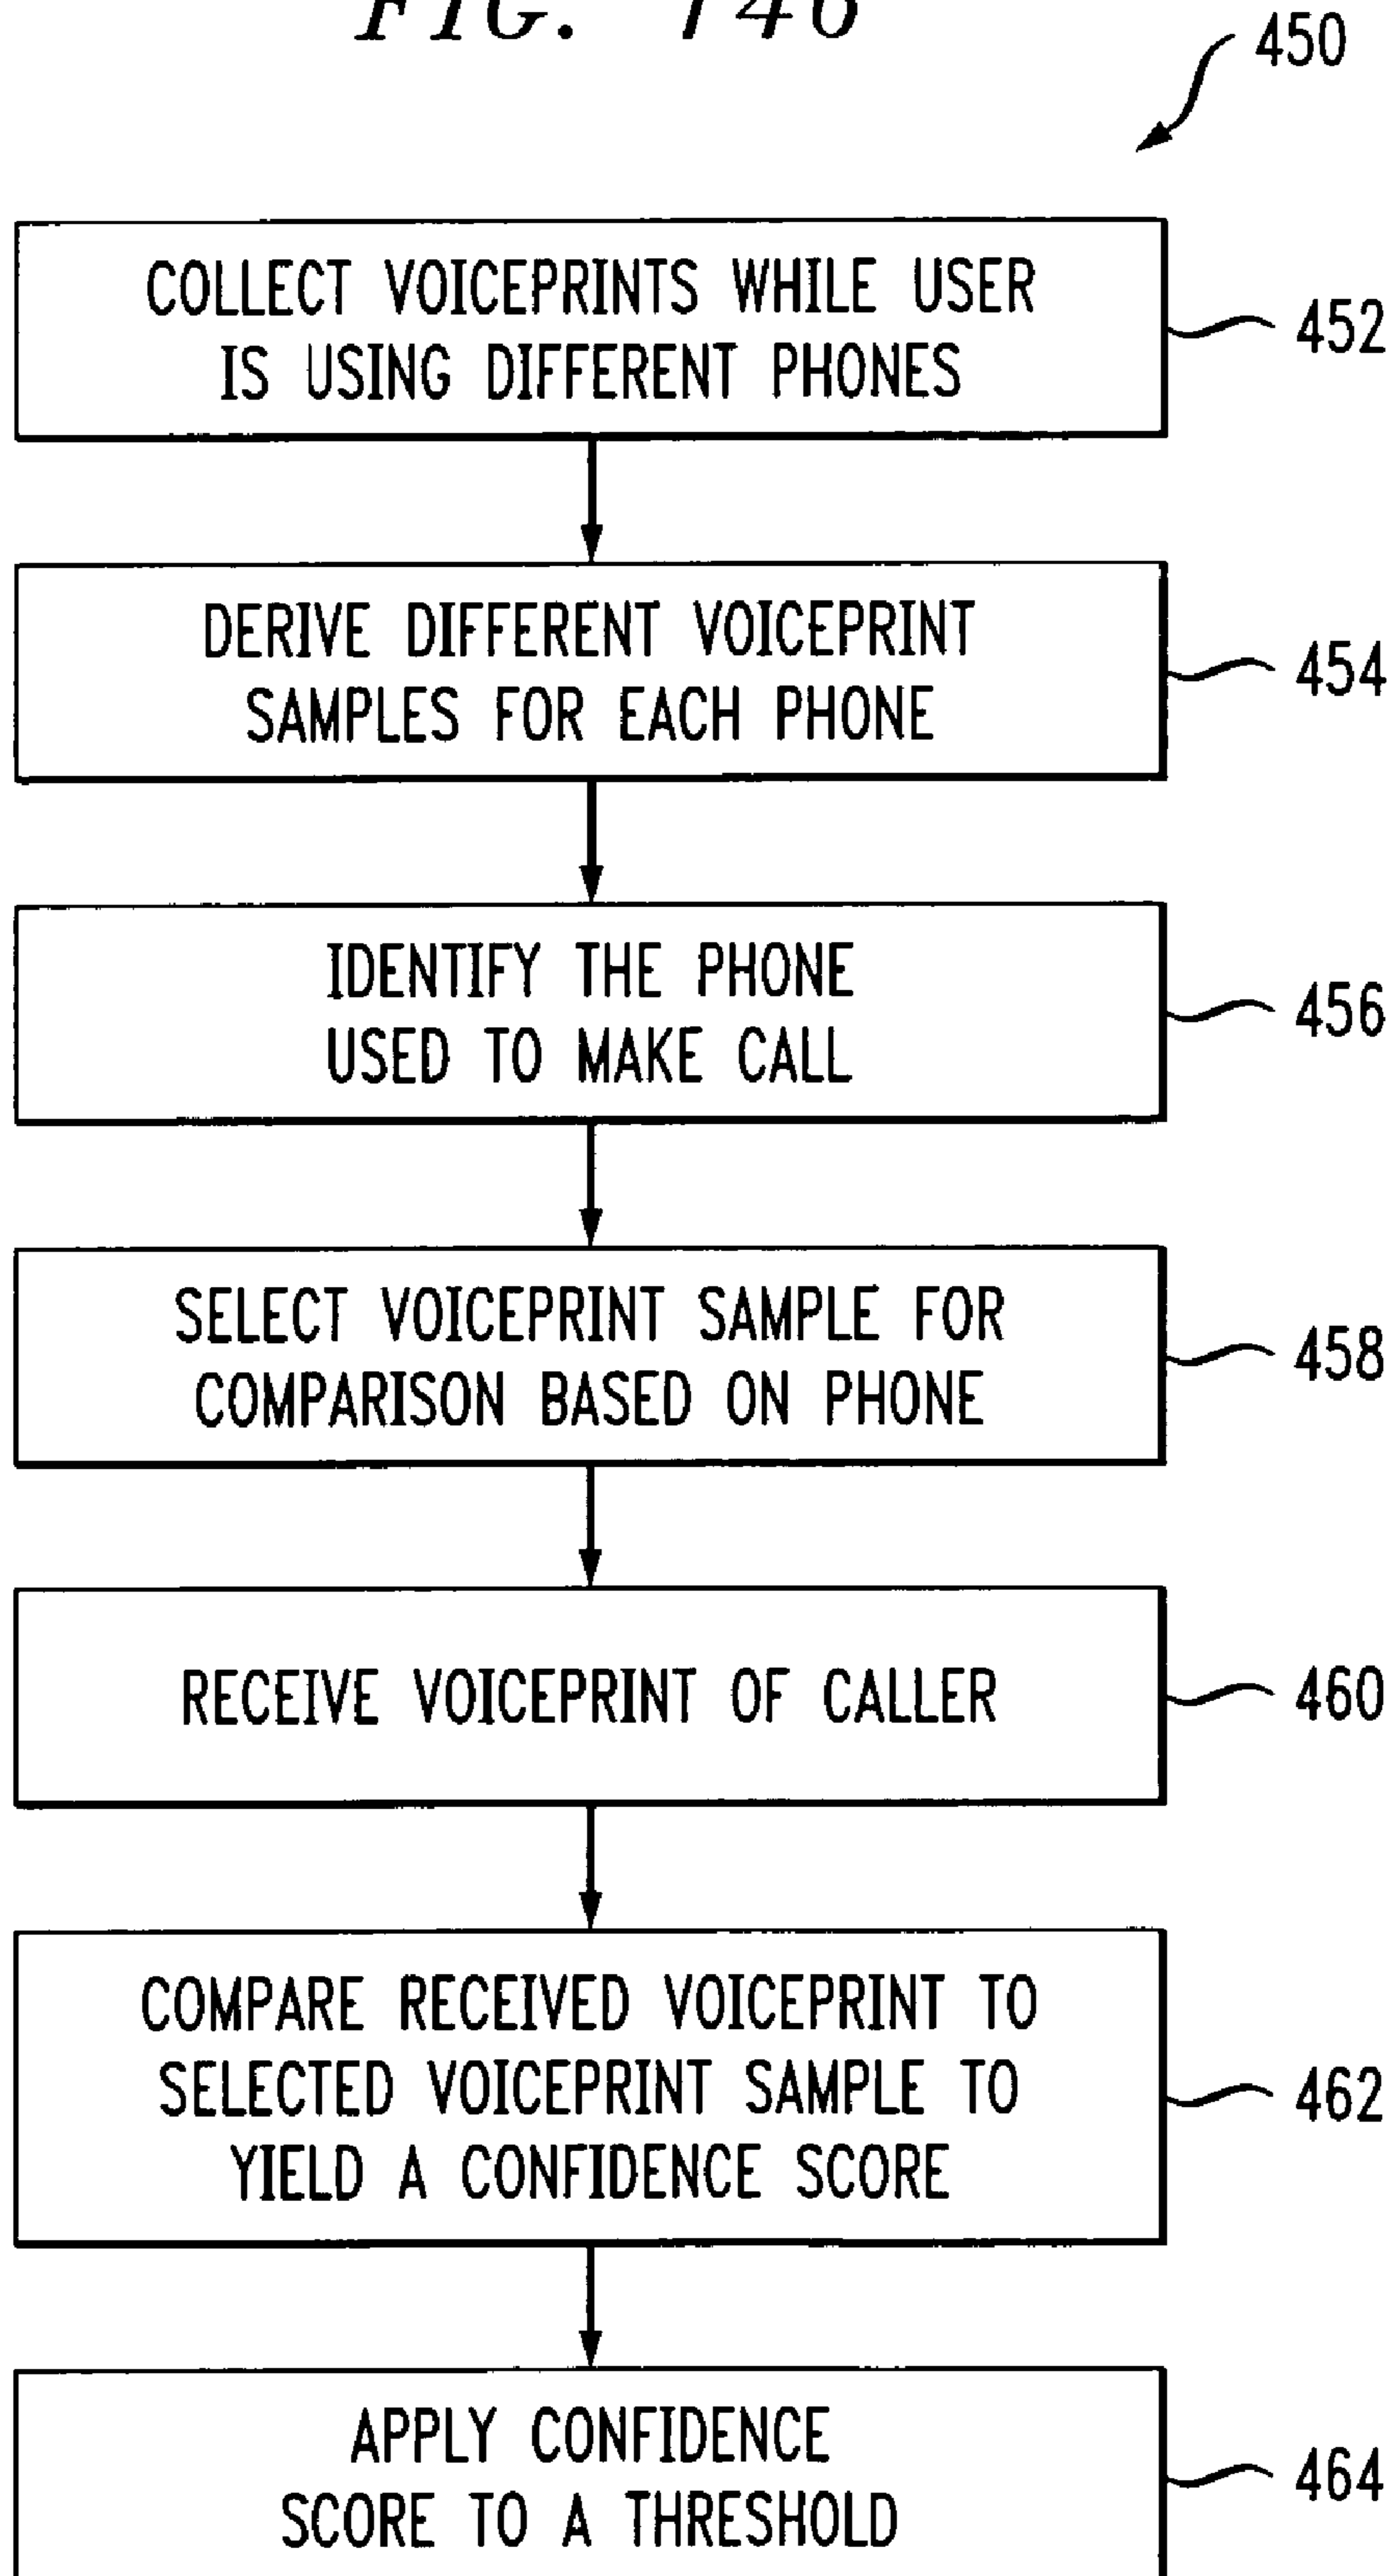 FIG.
450
COLLECT VOICEPRINTS WHILE USER
IS USING DIFFERENT PHONES
452
DERIVE DIFFERENT VOICEPRINT
SAMPLES FOR EACH PHONE
454
IDENTIFY THE PHONE
USED TO MAKE CALL
456
SELECT VOICEPRINT SAMPLE FOR
COMPARISON BASED ON PHONE
458
RECEIVE VOICEPRINT OF CALLER
460
COMPARE RECEIVED VOICEPRINT TO
SELECTED VOICEPRINT SAMPLE TO
YIELD A CONFIDENCE SCORE
462
APPLY CONFIDENCE
SCORE TO A THRESHOLD
464